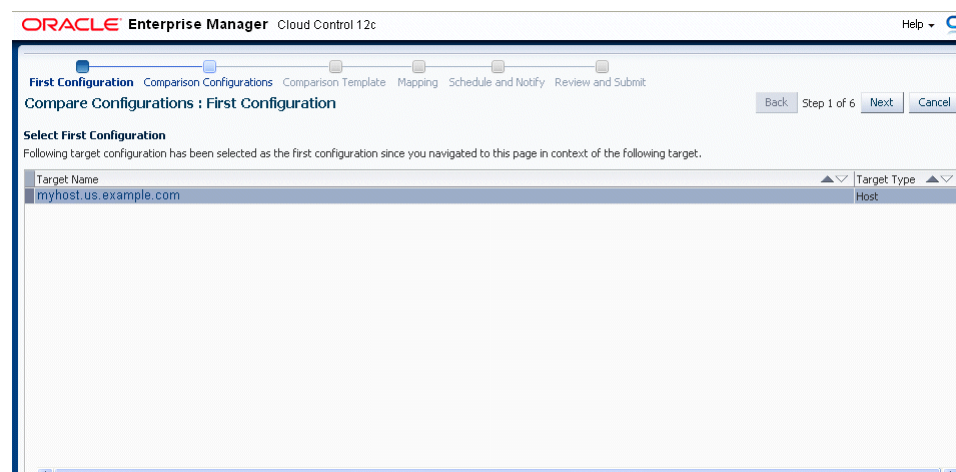 ORACLE Enterprise Manager Cloud Control 12c Help
First Configuration Comparison Configurations Comparison Template Mapping Schedule and Notify Review and Submit
Compare Configurations : First Configuration Back Step 1 of 6 Next Cancel
Select First Configuration
Following target configuration has been selected as the first configuration since you navigated to this page in context of the following target.
Target Name Target Type
myhost.us.example.com Host